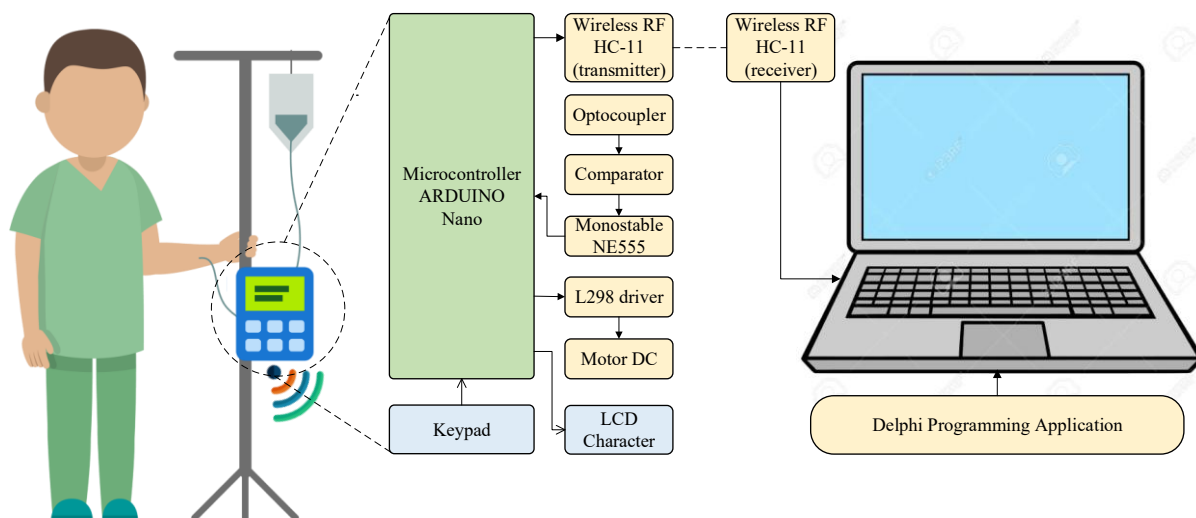 Microcontroller
ARDUINO
Nano
Wireless RF
HC-11
(transmitter)
Wireless RF
HC-11
(receiver)
Optocoupler
Comparator
Monostable
NE555
L298 driver
Motor DC
Keypad
LCD
Character
Delphi Programming Application